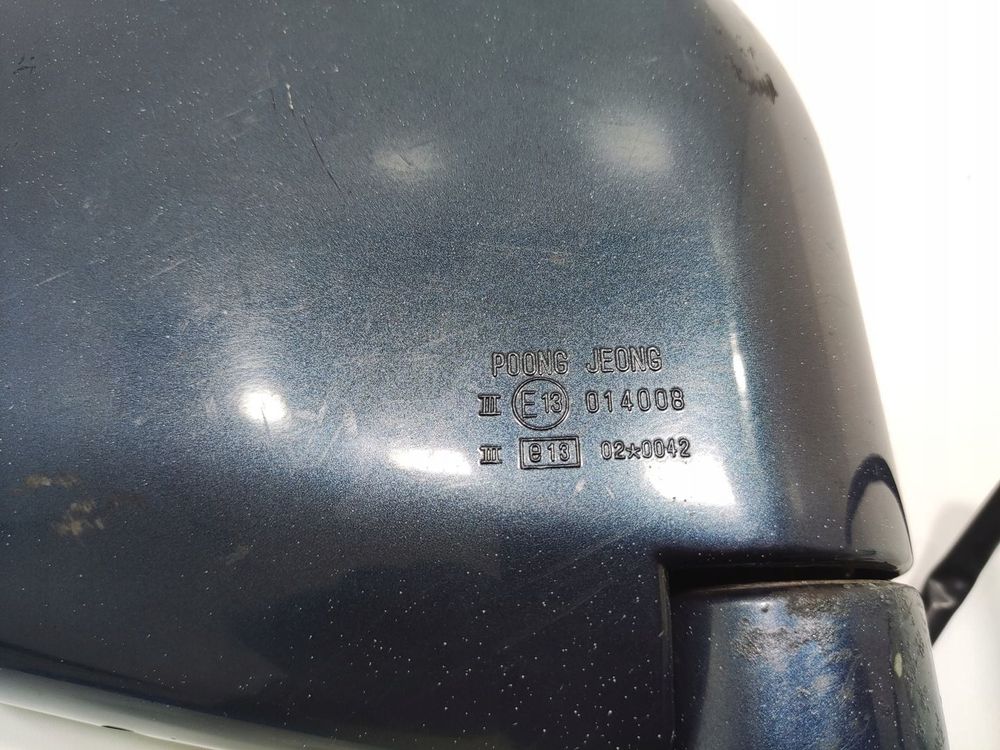 POONG JEONG
III E13 014008
III e13 02★0042